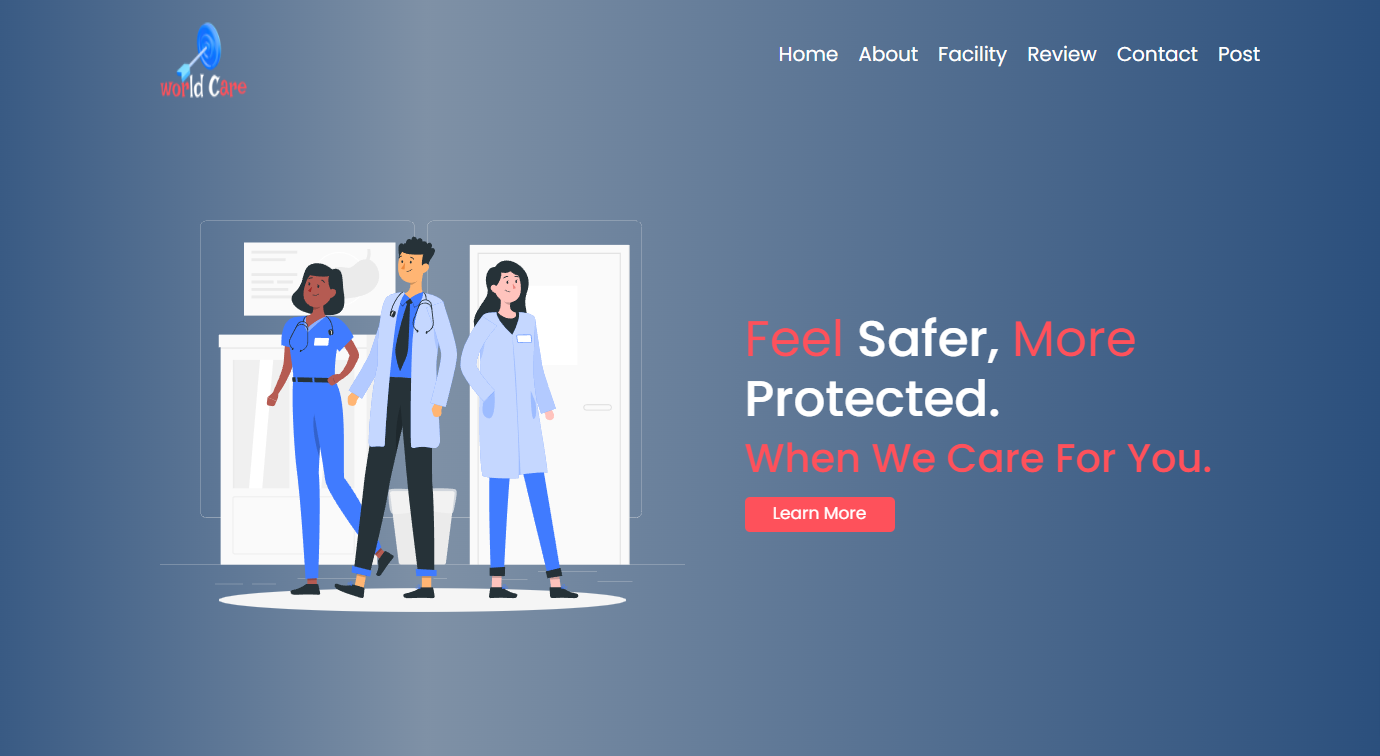 world Care
Home About Facility Review Contact Post
Feel Safer, More
Protected.
When We Care For You.
Learn More